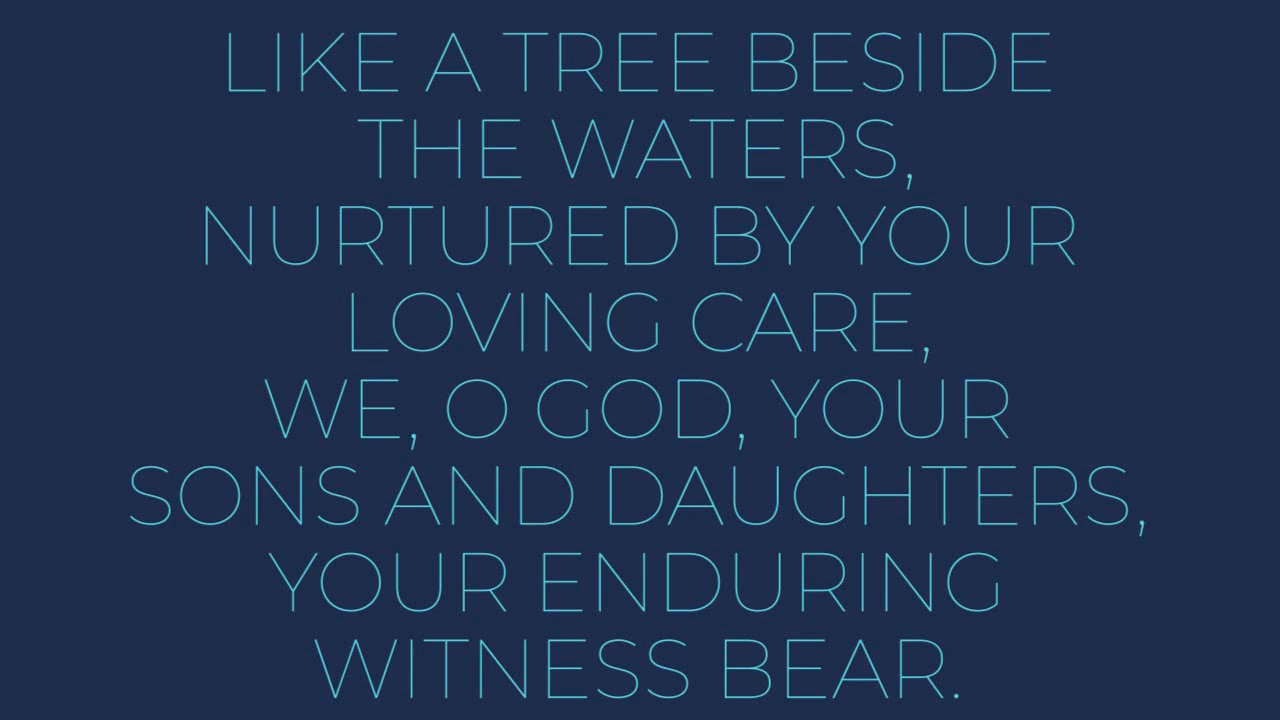 LIKE A TREE BESIDE
THE WATERS,
NURTURED BY YOUR
LOVING CARE,
WE, O GOD, YOUR
SONS AND DAUGHTERS,
YOUR ENDURING
WITNESS BEAR.